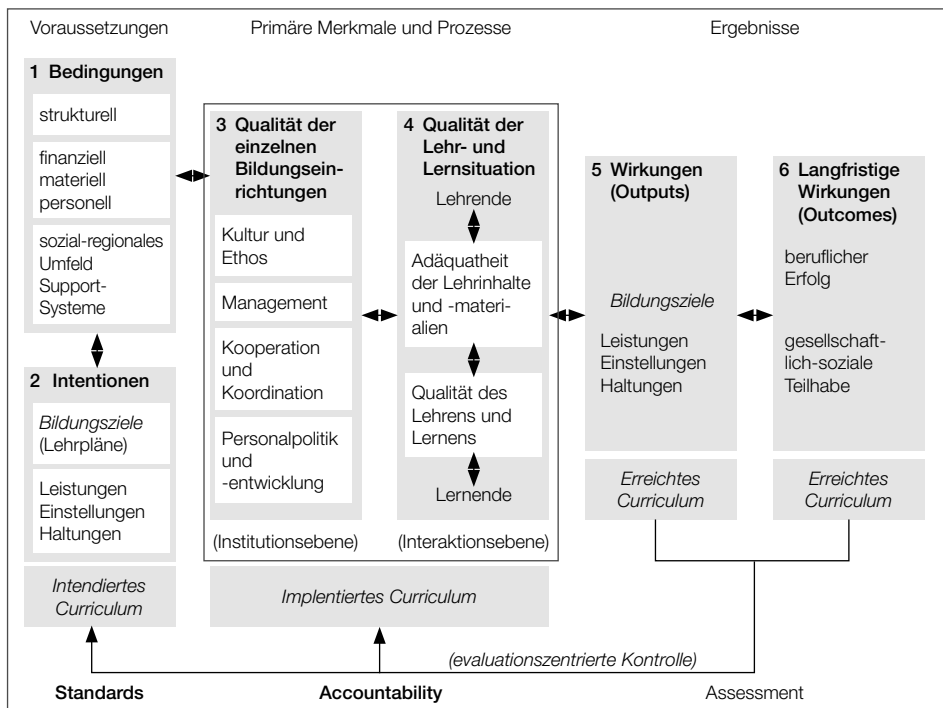 Voraussetzungen
Primäre Merkmale und Prozesse
Ergebnisse
1 Bedingungen
strukturell
finanziell
materiell
personell
sozial-regionales
Umfeld
Support-
Systeme
2 Intentionen
Bildungsziele
(Lehrpläne)
Leistungen
Einstellungen
Haltungen
Intendiertes
Curriculum
3 Qualität der
einzelnen
Bildungsein-
richtungen
Kultur und
Ethos
Management
Kooperation
und
Koordination
Personalpolitik
und
-entwicklung
(Institutionsebene)
4 Qualität der
Lehr- und
Lernsituation
Lehrende
Adäquatheit
der Lehrinhalte
und -materi-
alien
Qualität des
Lehrens und
Lernens
Lernende
(Interaktionsebene)
Implentiertes Curriculum
5 Wirkungen
(Outputs)
Bildungsziele
Leistungen
Einstellungen
Haltungen
Erreichtes
Curriculum
6 Langfristige
Wirkungen
(Outcomes)
beruflicher
Erfolg
gesellschaft-
lich-soziale
Teilhabe
Erreichtes
Curriculum
(evaluationszentrierte Kontrolle)
Standards
Accountability
Assessment